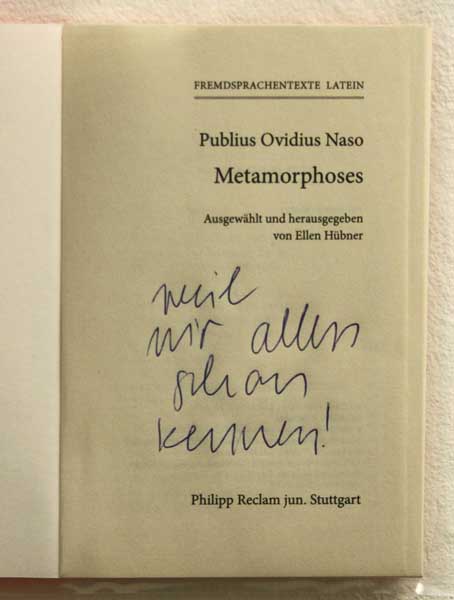 FREMDSPRACHENTEXTE LATEIN
Publius Ovidius Naso
Metamorphoses
Ausgewählt und herausgegeben
von Ellen Hübner
weil
wir alles
schon
kennen!
Philipp Reclam jun. Stuttgart